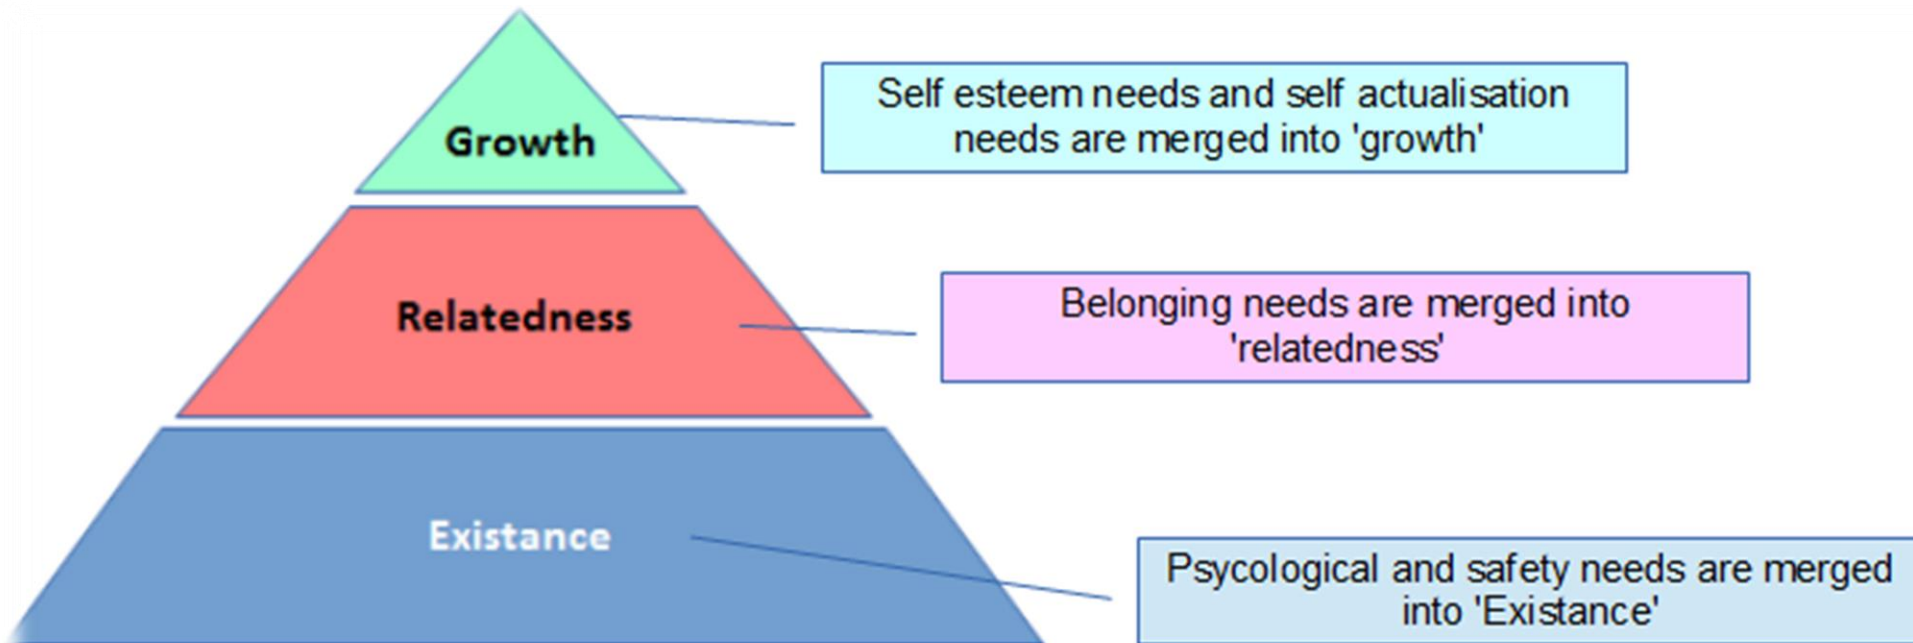 Growth
Self esteem needs and self actualisation
needs are merged into 'growth'
Relatedness
Belonging needs are merged into
'relatedness'
Existance
Psycological and safety needs are merged
into 'Existance'